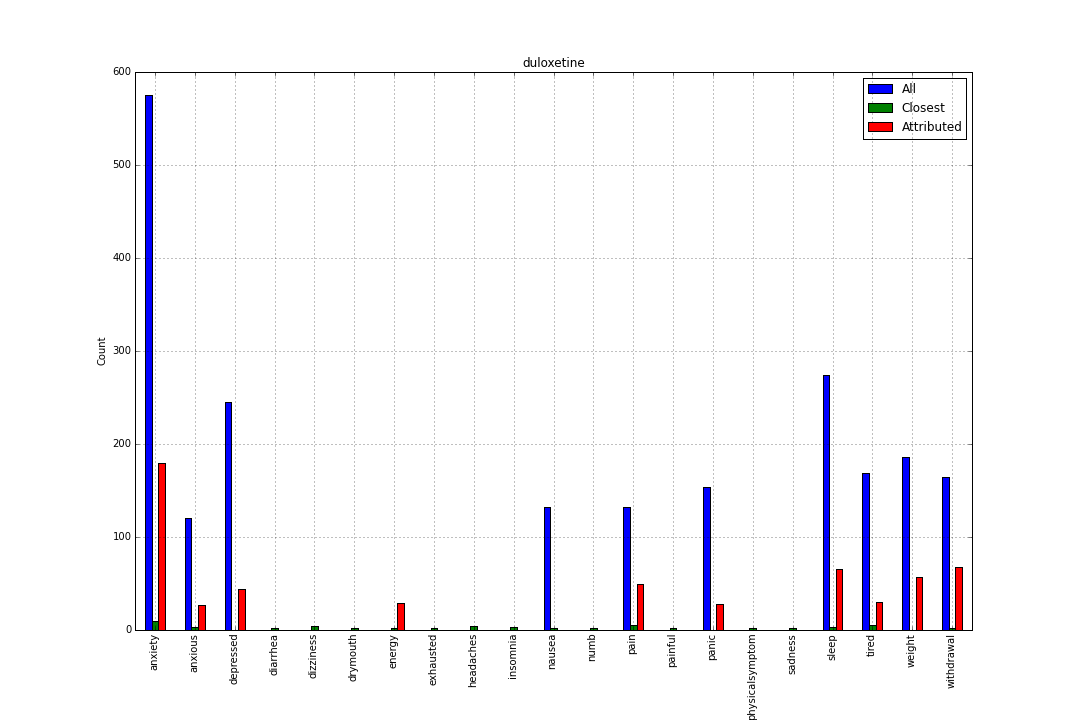 duloxetine
600
500
400
300
200
100
0
Count
All
Closest
Attributed
anxiety
anxious
depressed
diarrhea
dizziness
drymouth
energy
exhausted
headaches
insomnia
nausea
numb
pain
painful
panic
physicalsymptom
sadness
sleep
tired
weight
withdrawal